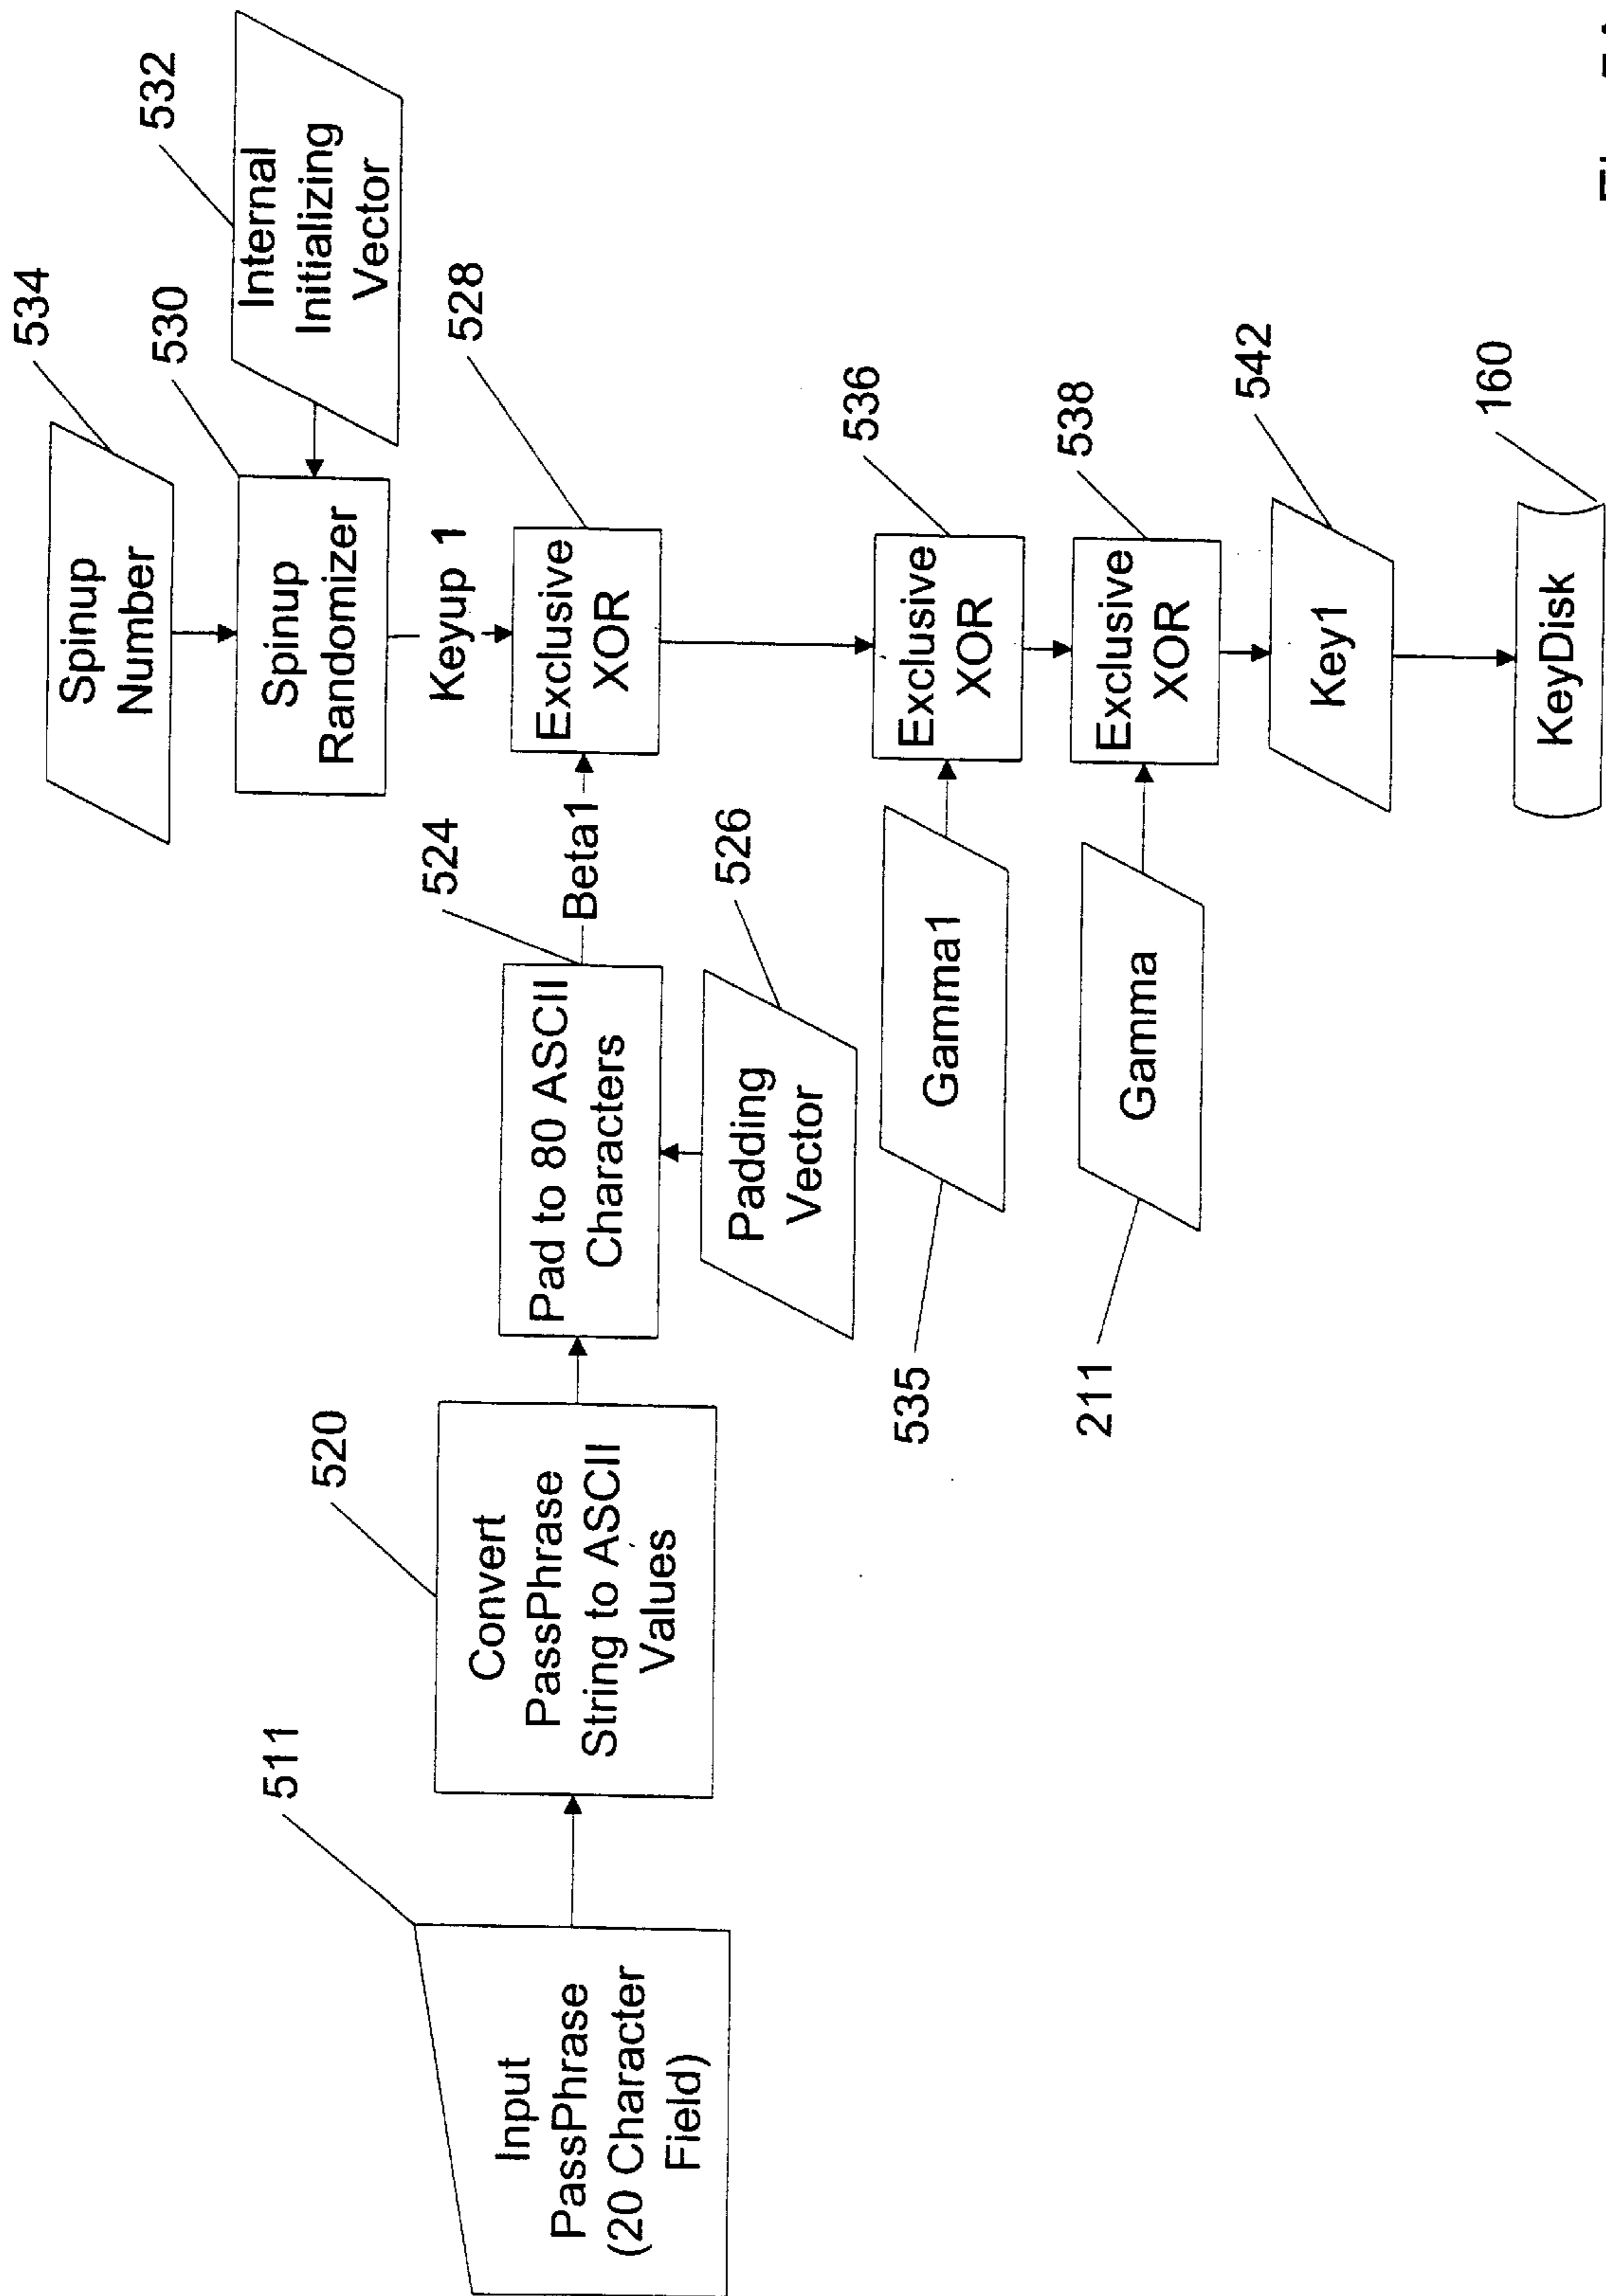 534
Spinup
Number
530
532
Spinup
Randomizer
Internal
Initializing
Vector
Keyup 1
511
Input
PassPhrase
(20 Character
Field)
520
Convert
PassPhrase
String to ASCII
Values
524
Pad to 80 ASCII
Characters
Beta1
528
Exclusive
XOR
526
Padding
Vector
535
Gamma1
536
Exclusive
XOR
211
Gamma
538
Exclusive
XOR
542
Key1
160
KeyDisk